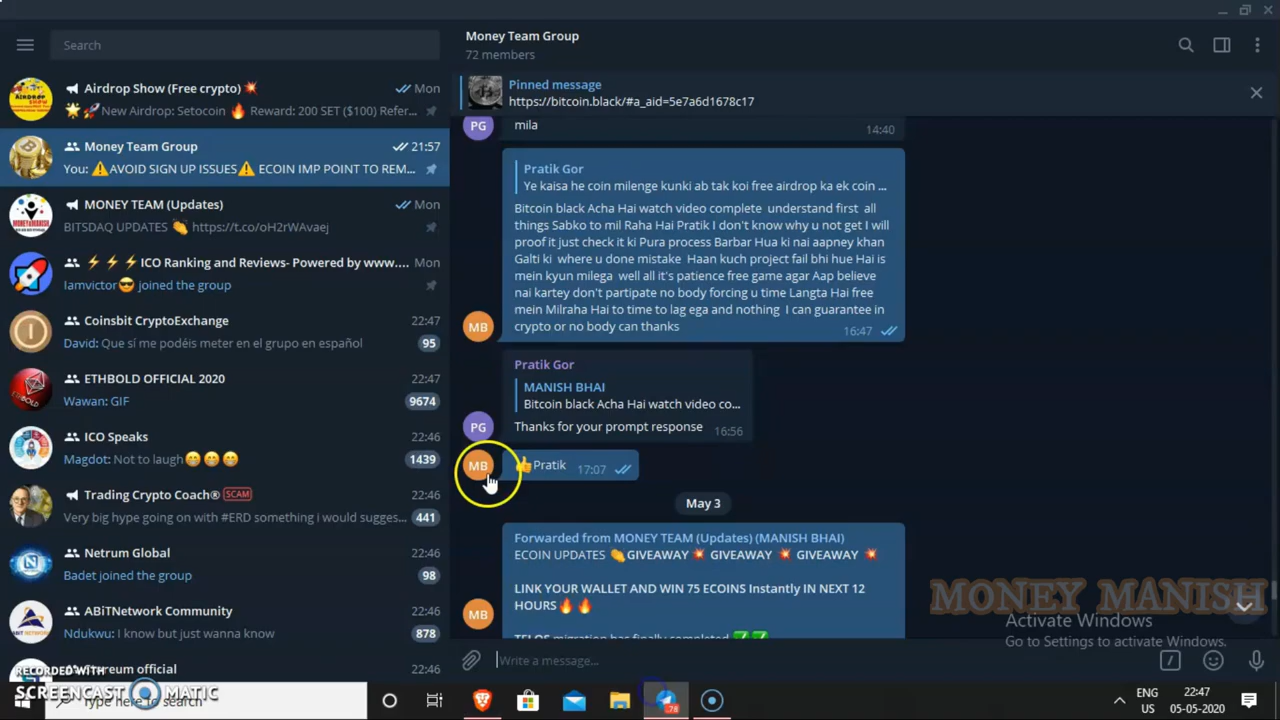 Search
Airdrop Show (Free crypto)💥 Mon
🌟🚀New Airdrop: Setocoin 🔥 Reward: 200 SET ($100) Refer...
Money Team Group 21:57
You: ⚠️AVOID SIGN UP ISSUES⚠️ ECOIN IMP POINT TO REM...
MONEY TEAM (Updates) Mon
BITSDAQ UPDATES 👏 https://t.co/oH2rWAvaej
⚡⚡⚡ICO Ranking and Reviews- Powered by www.... Mon
Iamvictor😎 joined the group
Coinsbit CryptoExchange 22:47
David: Que sí me podéis meter en el grupo en español 95
ETHBOLD OFFICIAL 2020 22:47
Wawan: GIF 9674
ICO Speaks 22:46
Magdot: Not to laugh😁😁😁 1439
Trading Crypto Coach® SCAM 22:46
Very big hype going on with #ERD something i would sugges... 441
Netrum Global 22:46
Badet joined the group 98
ABiTNetwork Community 22:46
Ndukwu: I know but just wanna know 878
Ethereum official 22:46
Money Team Group
72 members
Pinned message
https://bitcoin.black/#a_aid=5e7a6d1678c17
PG
mila 14:40
Pratik Gor
Ye kaisa he coin milenge kunki ab tak koi free airdrop ka ek coin ...
Bitcoin black Acha Hai watch video complete understand first all
things Sabko to mil Raha Hai Pratik I don't know why u not get I will
proof it just check it ki Pura process Barbar Hua ki nai aapney khan
Galti ki where u done mistake Haan kuch project fail bhi hue Hai is
mein kyun milega well all it's patience free game agar Aap believe
nai kartey don't partipate no body forcing u time Langta Hai free
mein Milraha Hai to time to lag ega and nothing I can guarantee in
crypto or no body can thanks 16:47
MB
Pratik Gor
MANISH BHAI
Bitcoin black Acha Hai watch video co...
Thanks for your prompt response 16:56
PG
MB
👍Pratik 17:07
May 3
Forwarded from MONEY TEAM (Updates) (MANISH BHAI)
ECOIN UPDATES 👏GIVEAWAY💥 GIVEAWAY 💥 GIVEAWAY 💥
LINK YOUR WALLET AND WIN 75 ECOINS Instantly IN NEXT 12
HOURS🔥🔥
TELOS migration has finally completed ✅✅
MB
MONEY MANISH
Activate Windows
Go to Settings to activate Windows.
Write a message...
RECORDED WITH
SCREENCAST MATIC
Type here to search
78
ENG
US
22:47
05-05-2020